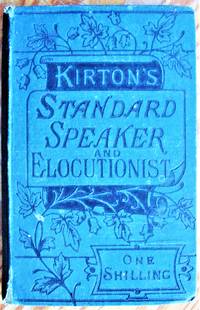 KIRTON'S
STANDARD
SPEAKER
AND
ELOCUTIONIST.
ONE
SHILLING